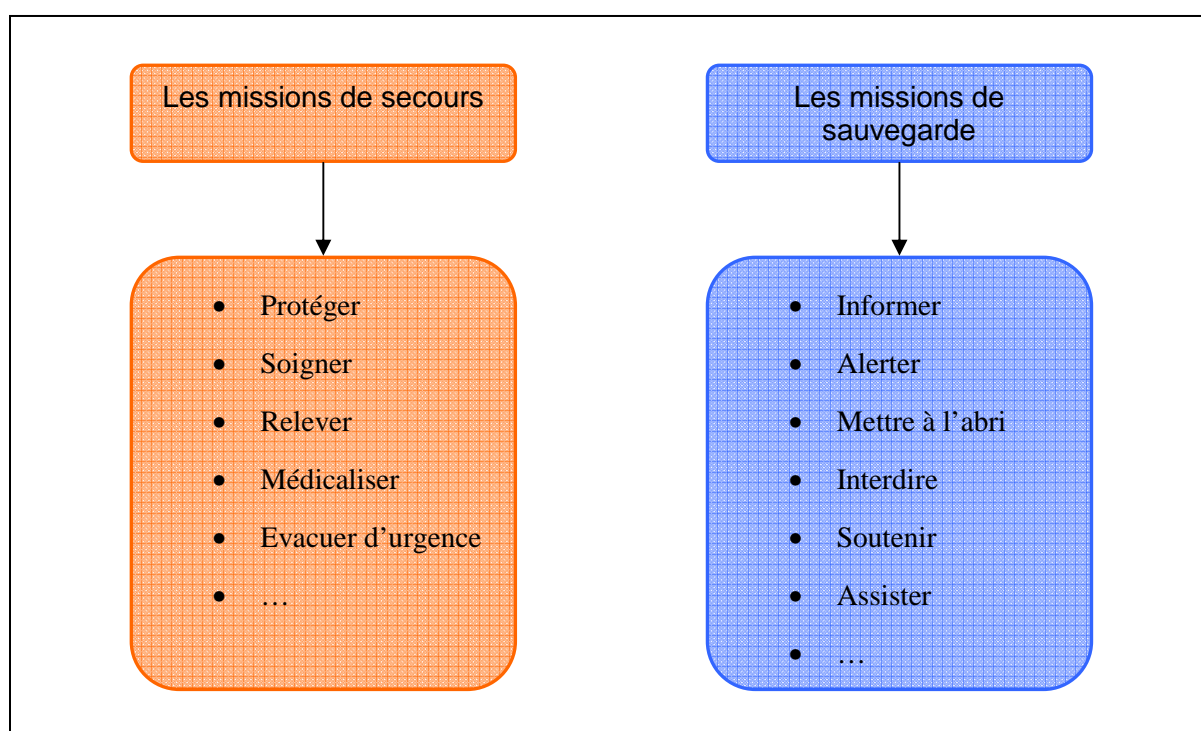 Les missions de secours
• Protéger
• Soigner
• Relever
• Médicaliser
• Evacuer d’urgence
• …
Les missions de
sauvegarde
• Informer
• Alerter
• Mettre à l’abri
• Interdire
• Soutenir
• Assister
• …